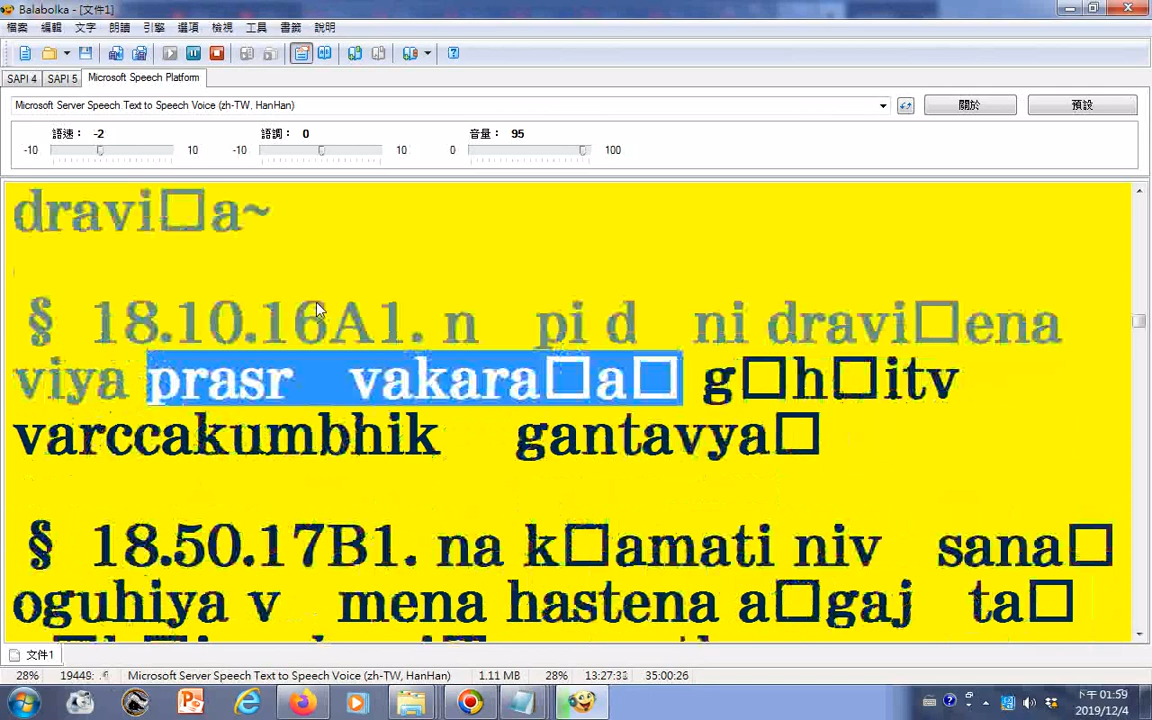 Balabolka - [文件1]
檔案 編輯 文字 朗讀 引擎 選項 檢視 工具 書籤 說明
SAPI 4 SAPI 5 Microsoft Speech Platform
Microsoft Server Speech Text to Speech Voice (zh-TW, HanHan)
關於 預設
語速： -2 語調： 0 音量： 95
-10 10 -10 10 0 100
dravi□a~
§ 18.10.16A1. n pi d ni dravi□ena
viya prasr vakara□a□ g□h□itv
varccakumbhik gantavya□
§ 18.50.17B1. na k□amati niv sana□
oguhiya v mena hastena a□gaj ta□
文件1
28% 19449: Microsoft Server Speech Text to Speech Voice (zh-TW, HanHan) 1.11 MB 28% 13:27:31 35:00:26
下午 01:59
2019/12/4